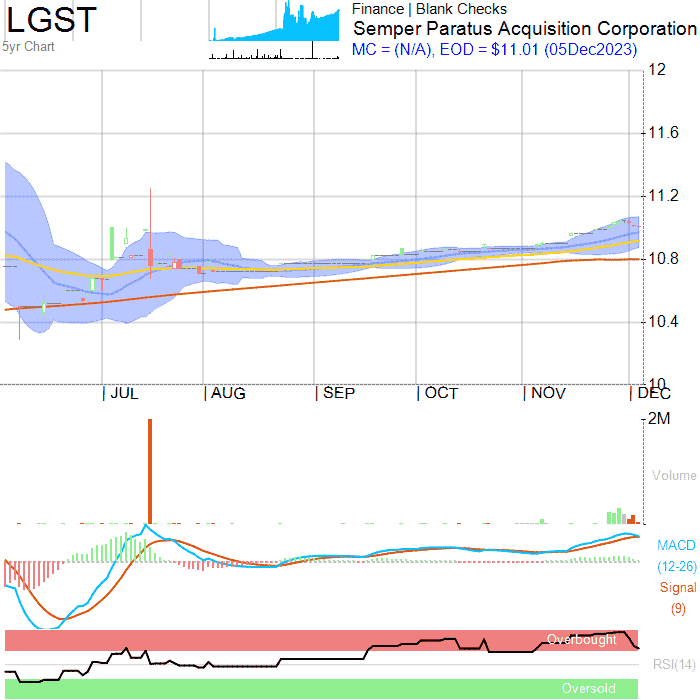 LGST
5yr Chart
Finance | Blank Checks
Semper Paratus Acquisition Corporation
MC = (N/A), EOD = $11.01 (05Dec2023)
12
11.6
11.2
10.8
10.4
10
JUL
AUG
SEP
OCT
NOV
DEC
2M
Volume
MACD
(12-26)
Signal
(9)
Overbought
RSI(14)
Oversold